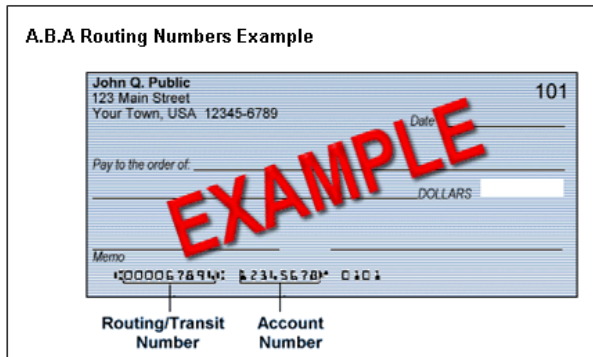 A.B.A Routing Numbers Example
John Q. Public
101
123 Main Street
Your Town, USA 12345-6789
Date
Pay to the order of:
DOLLARS
EXAMPLE
Memo
⑆000067894⑆ 12345678⑈ 0101
Routing/Transit Number
Account Number